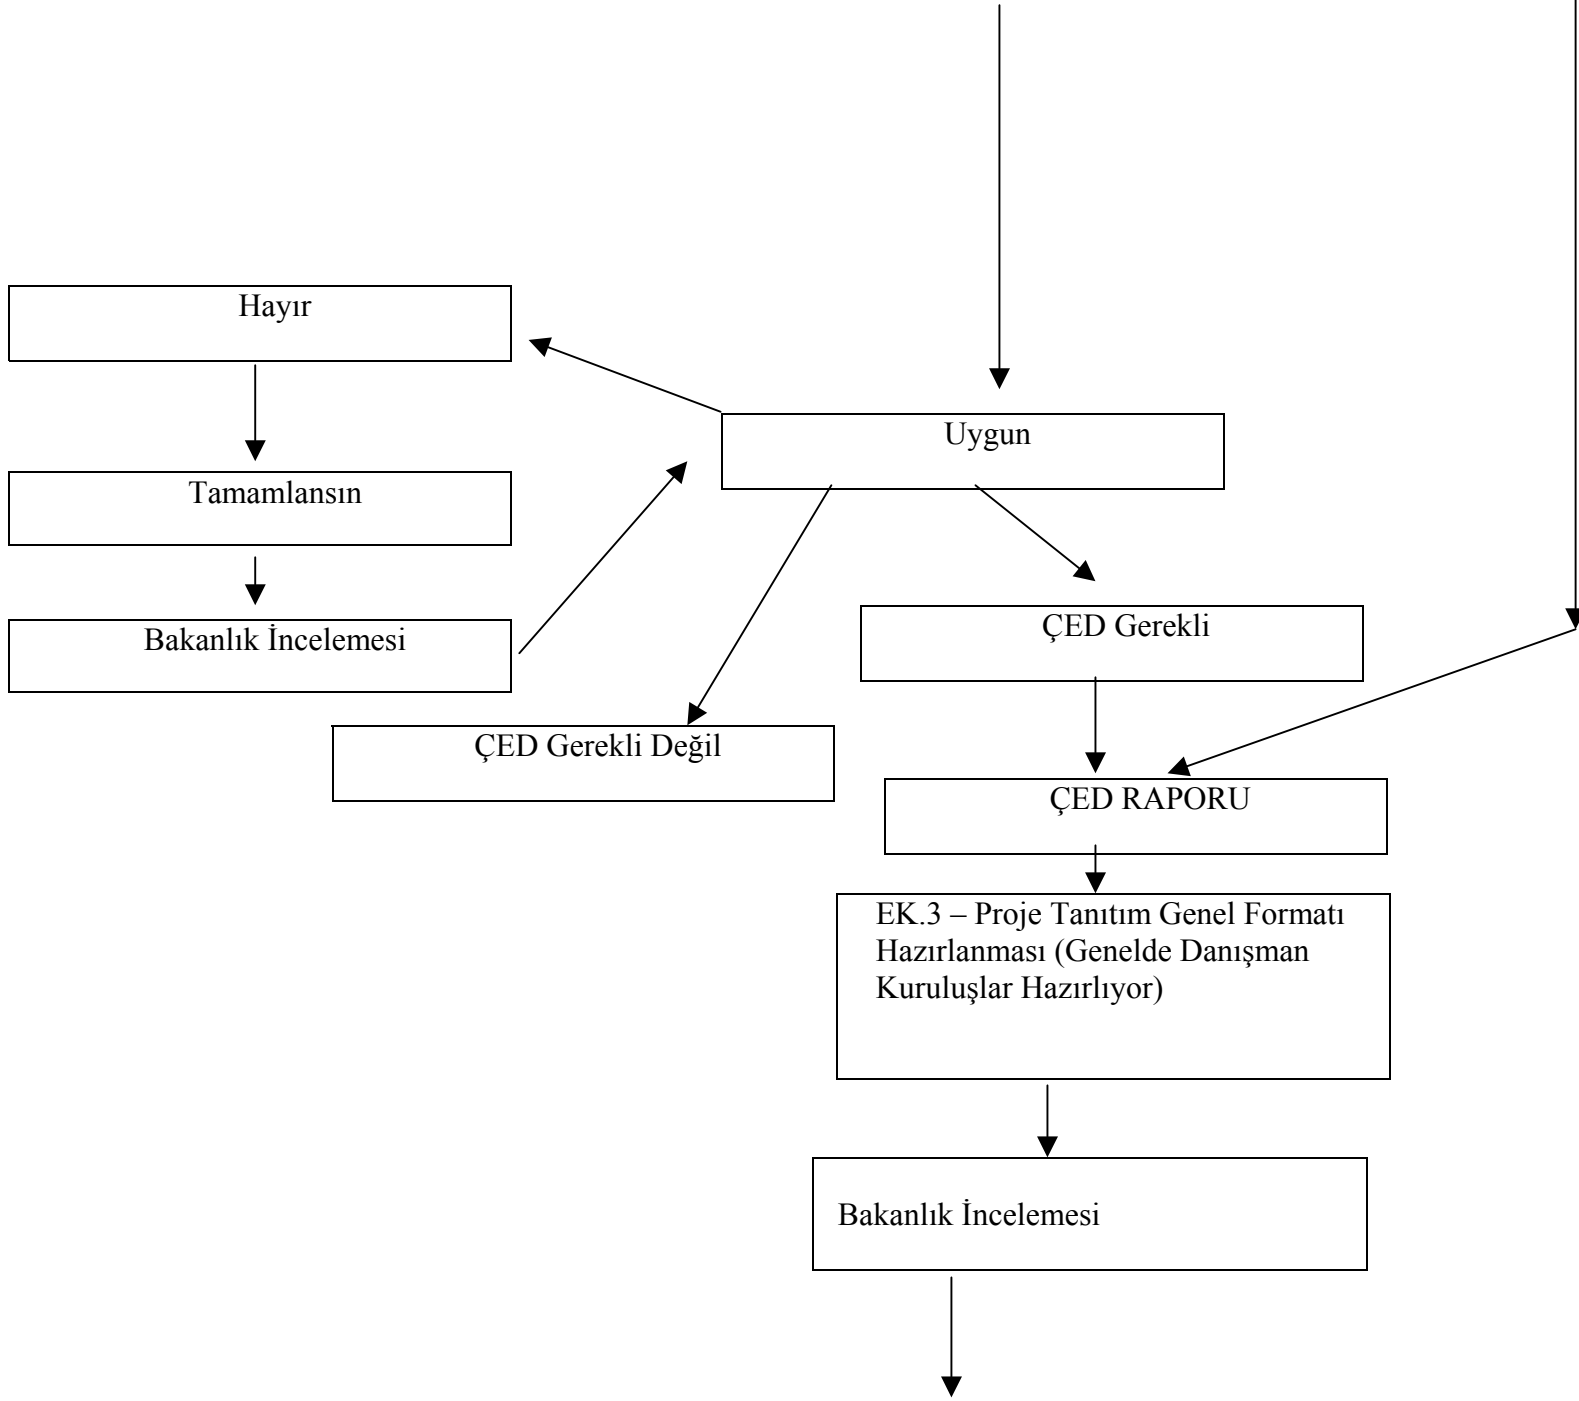 Hayır
Uygun
Tamamlansın
Bakanlık İncelemesi
ÇED Gerekli
ÇED Gerekli Değil
ÇED RAPORU
EK.3 – Proje Tanıtım Genel Formatı
Hazırlanması (Genelde Danışman
Kuruluşlar Hazırlıyor)
Bakanlık İncelemesi